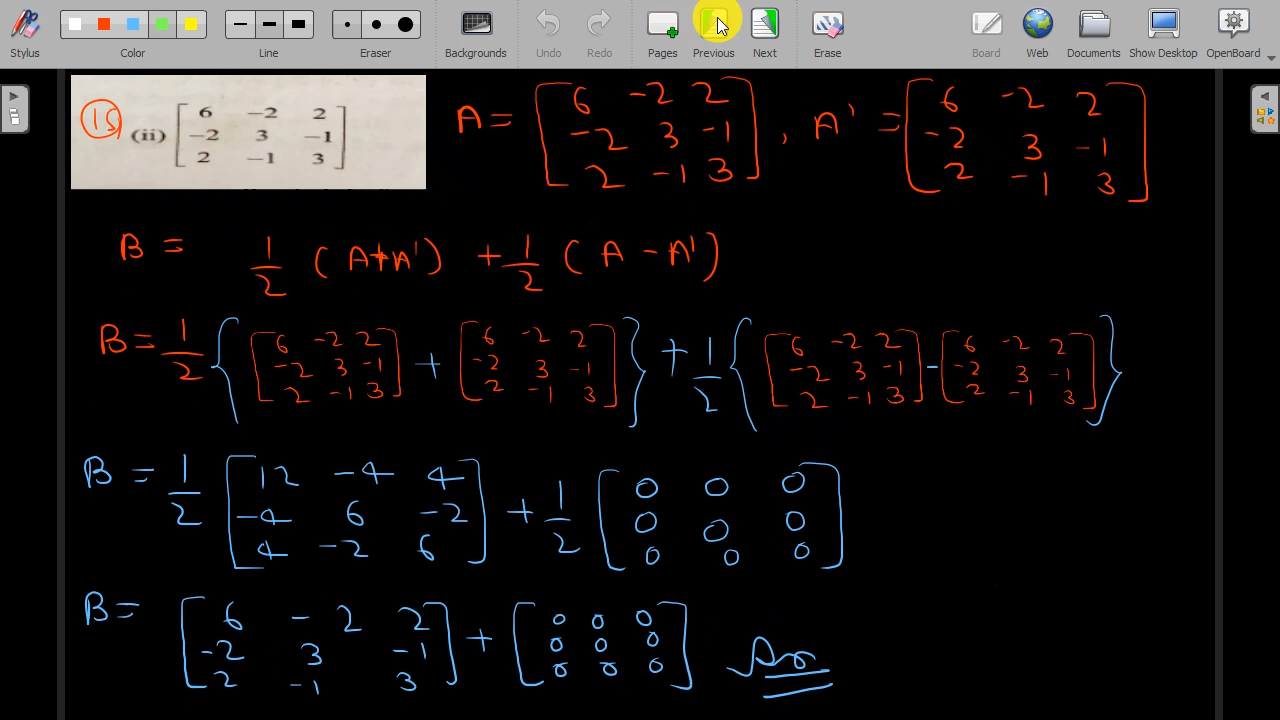 Stylus Color Line Eraser Backgrounds Undo Redo Pages Previous Next Erase Board Web Documents Show Desktop OpenBoard
15 (ii) [6 −2 2
−2 3 −1
2 −1 3]
A = [6 -2 2
-2 3 -1
2 -1 3] , A' = [6 -2 2
-2 3 -1
2 -1 3]
B = 1/2 (A+A') + 1/2 (A - A')
B = 1/2 { [6 -2 2
-2 3 -1
2 -1 3] + [6 -2 2
-2 3 -1
2 -1 3] } + 1/2 { [6 -2 2
-2 3 -1
2 -1 3] - [6 -2 2
-2 3 -1
2 -1 3] }
B = 1/2 [12 -4 4
-4 6 -2
4 -2 6] + 1/2 [0 0 0
0 0 0
0 0 0]
B = [6 -2 2
-2 3 -1
2 -1 3] + [0 0 0
0 0 0
0 0 0] Ans